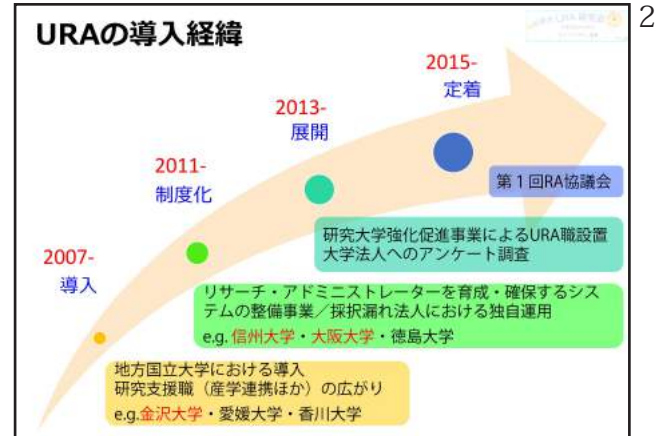 URAの導入経緯
2
2015-
定着
2013-
展開
2011-
制度化
2007-
導入
第1回RA協議会
研究大学強化促進事業によるURA職設置
大学法人へのアンケート調査
リサーチ・アドミニストレーターを育成・確保するシス
テムの整備事業／採択漏れ法人における独自運用
e.g.信州大学・大阪大学・徳島大学
地方国立大学における導入
研究支援職（産学連携ほか）の広がり
e.g.金沢大学・愛媛大学・香川大学